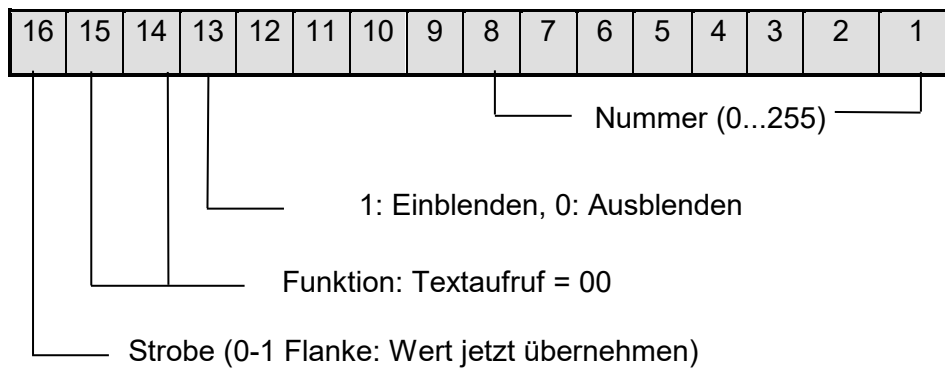 16 15 14 13 12 11 10 9 8 7 6 5 4 3 2 1
Nummer (0...255)
1: Einblenden, 0: Ausblenden
Funktion: Textaufruf = 00
Strobe (0-1 Flanke: Wert jetzt übernehmen)